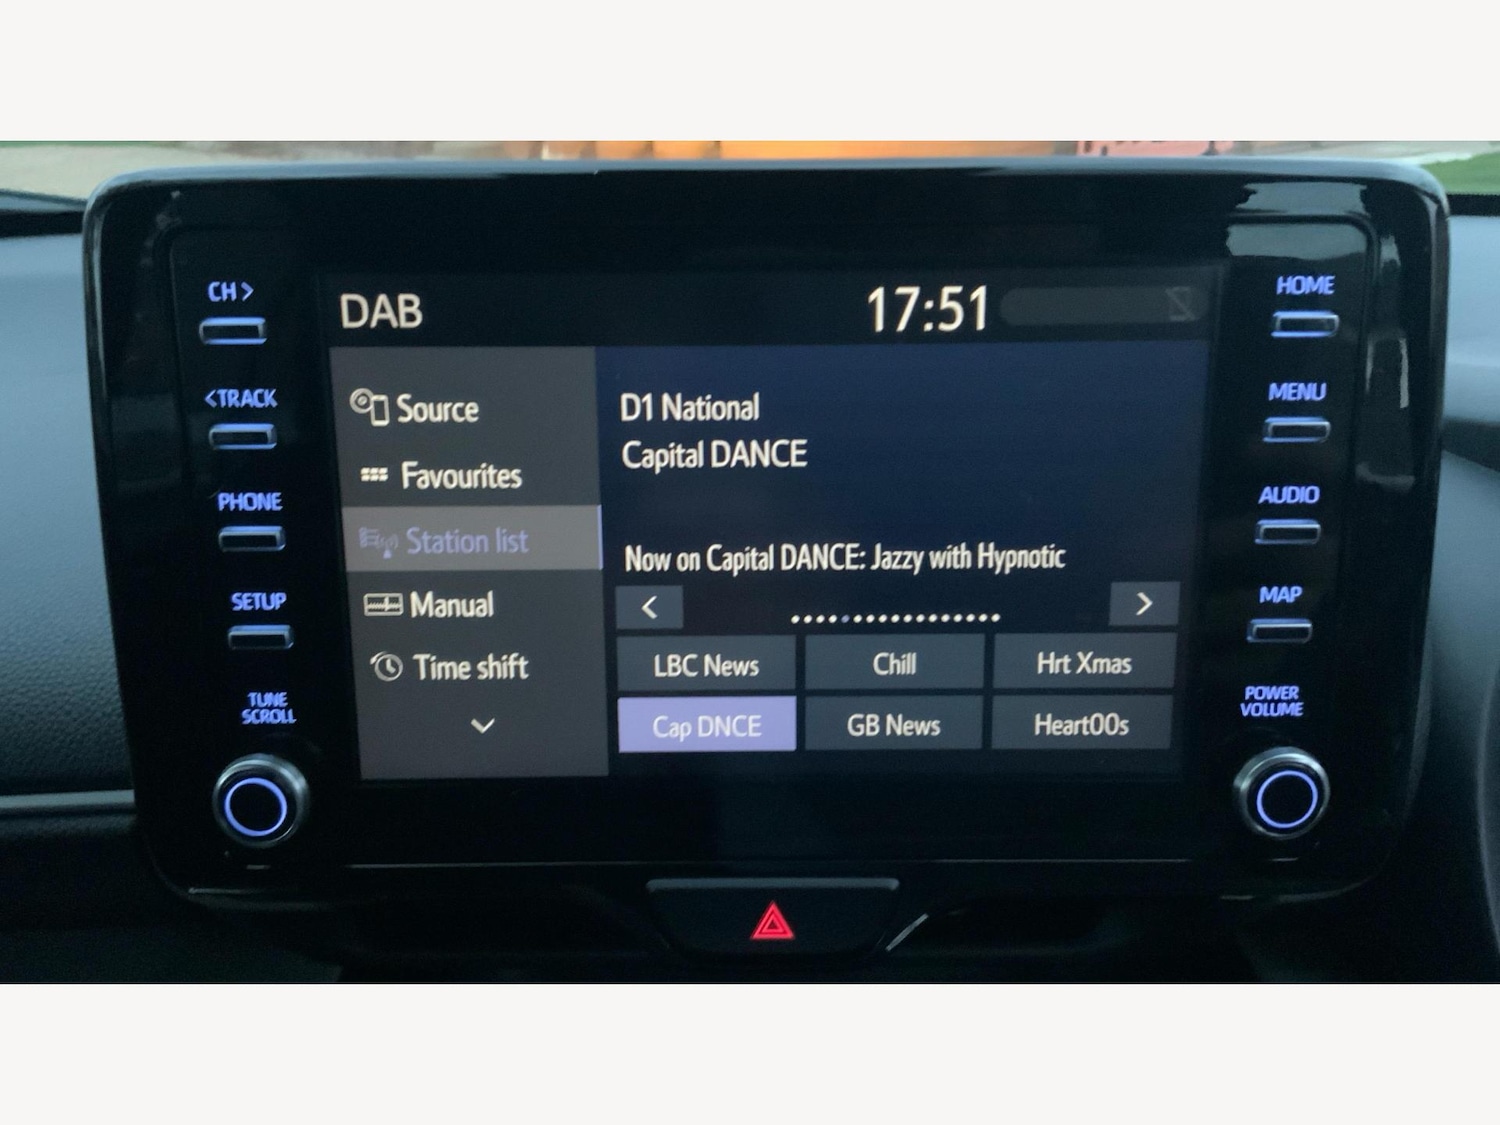 CH>
<TRACK
PHONE
SETUP
TUNE
SCROLL
DAB
17:51
Source
Favourites
Station list
Manual
Time shift
D1 National
Capital DANCE
Now on Capital DANCE: Jazzy with Hypnotic
LBC News
Chill
Hrt Xmas
Cap DNCE
GB News
Heart00s
HOME
MENU
AUDIO
MAP
POWER
VOLUME